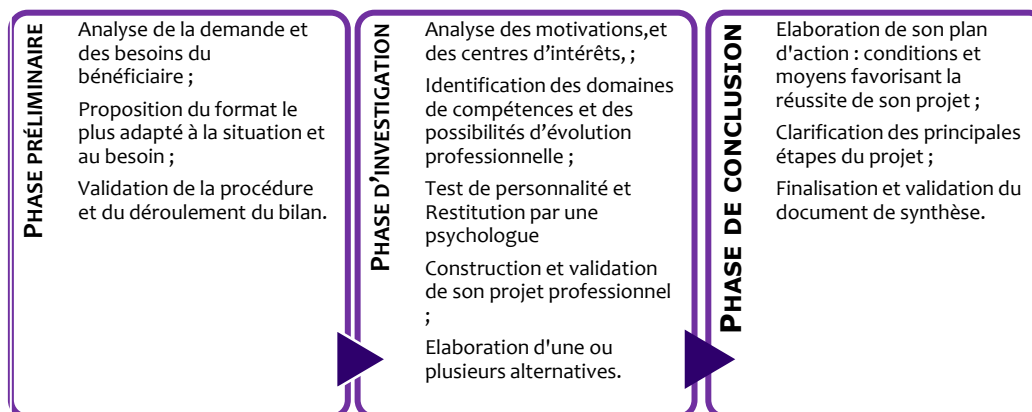 PHASE PRÉLIMINAIRE
Analyse de la demande et
des besoins du
bénéficiaire ;
Proposition du format le
plus adapté à la situation et
au besoin ;
Validation de la procédure
et du déroulement du bilan.
PHASE D’INVESTIGATION
Analyse des motivations,et
des centres d’intérêts, ;
Identification des domaines
de compétences et des
possibilités d’évolution
professionnelle ;
Test de personnalité et
Restitution par une
psychologue
Construction et validation
de son projet professionnel
;
Elaboration d'une ou
plusieurs alternatives.
PHASE DE CONCLUSION
Elaboration de son plan
d'action : conditions et
moyens favorisant la
réussite de son projet ;
Clarification des principales
étapes du projet ;
Finalisation et validation du
document de synthèse.